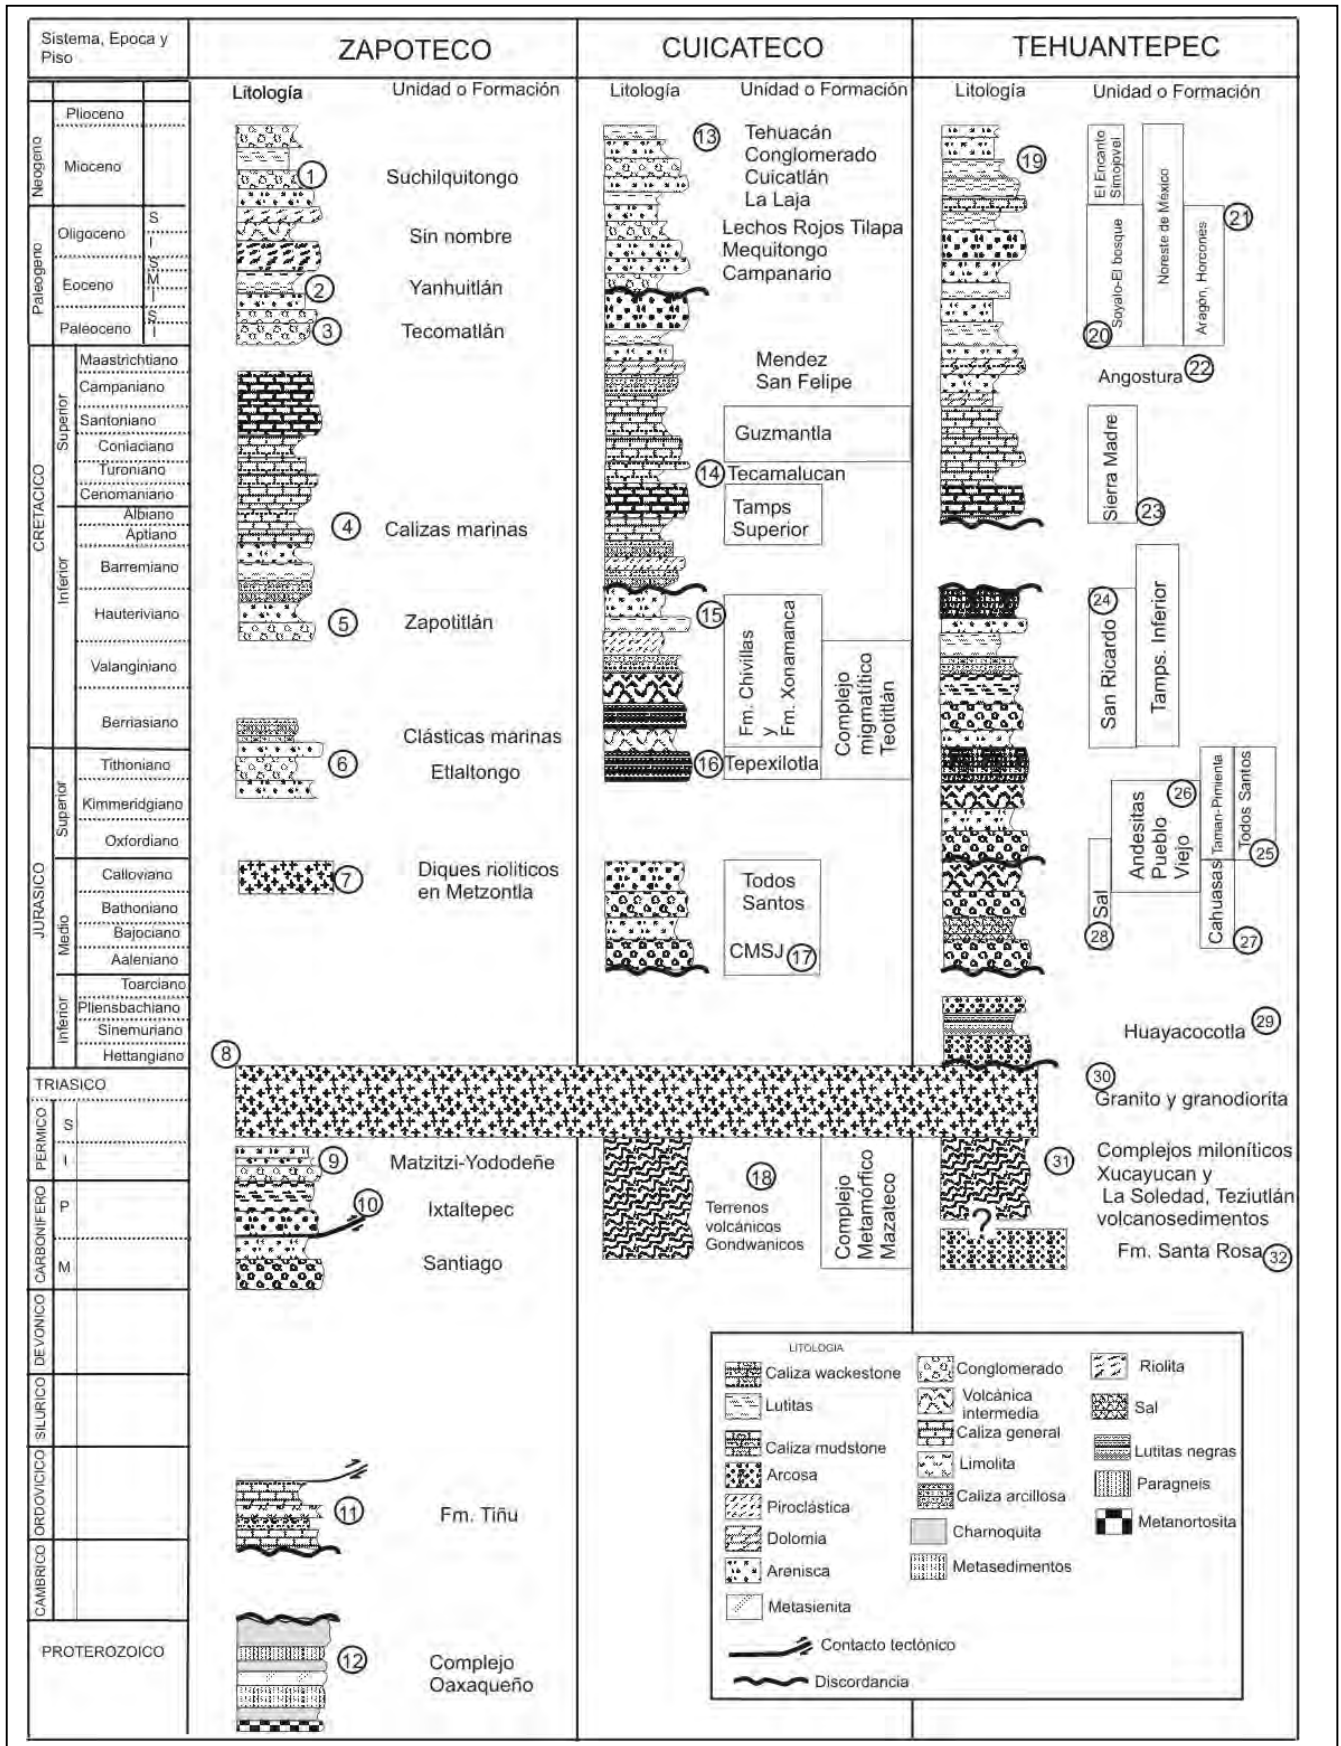 Sistema, Epoca y
Piso
ZAPOTECO
CUICATECO
TEHUANTEPEC
Litología
Unidad o Formación
Litología
Unidad o Formación
Litología
Unidad o Formación
Neogeno
Plioceno
Mioceno
Paleogeno
Oligoceno
S
I
Eoceno
S
M
I
Paleoceno
S
I
CRETACICO
Superior
Maastrichtiano
Campaniano
Santoniano
Coniaciano
Turoniano
Cenomaniano
Inferior
Albiano
Aptiano
Barremiano
Hauteriviano
Valanginiano
Berriasiano
JURASICO
Superior
Tithoniano
Kimmeridgiano
Oxfordiano
Medio
Calloviano
Bathoniano
Bajociano
Aaleniano
Inferior
Toarciano
Pliensbachiano
Sinemuriano
Hettangiano
TRIASICO
PERMICO
S
I
CARBONIFERO
P
M
DEVONICO
SILURICO
ORDOVICICO
CAMBRICO
PROTEROZOICO
1
Suchilquitongo
Sin nombre
2
Yanhuitlán
3
Tecomatlán
4
Calizas marinas
5
Zapotitlán
Clásticas marinas
6
Etlaltongo
7
Diques rioliticos
en Metzontla
8
9
Matzitzi-Yododeñe
10
Ixtaltepec
Santiago
11
Fm. Tiñu
12
Complejo
Oaxaqueño
13
Tehuacán
Conglomerado
Cuicatlán
La Laja
Lechos Rojos Tilapa
Mequitongo
Campanario
Mendez
San Felipe
Guzmantla
14
Tecamalucan
Tamps
Superior
15
Fm. Chivillas
y
Fm. Xonamanca
Complejo
migmatítico
Teotitlán
16
Tepexilotla
Todos
Santos
CMSJ
17
18
Terrenos
volcánicos
Gondwanicos
Complejo
Metamórfico
Mazateco
19
El Encanto
Simojovel
Noreste de México
21
20
Soyalo-El bosque
Aragón, Horcones
Angostura
22
Sierra Madre
23
24
San Ricardo
Tamps. Inferior
26
Andesitas
Pueblo
Viejo
Taman-Pimienta
Todos Santos
25
28
Sal
Cahuasas
27
Huayacocotla
29
30
Granito y granodiorita
31
Complejos miloníticos
Xucayucan y
La Soledad, Teziutlán
volcanosedimentos
?
Fm. Santa Rosa
32
LITOLOGIA
Caliza wackestone
Lutitas
Caliza mudstone
Arcosa
Piroclástica
Dolomia
Arenisca
Metasienita
Conglomerado
Volcánica
intermedia
Caliza general
Limolita
Caliza arcillosa
Charnoquita
Metasedimentos
Riolita
Sal
Lutitas negras
Paragneis
Metanortosita
Contacto tectónico
Discordancia